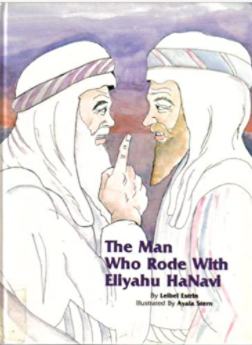 The Man
Who Rode With
Eliyahu HaNavi
By Leibel Estrin
Illustrated By Ayala Stern